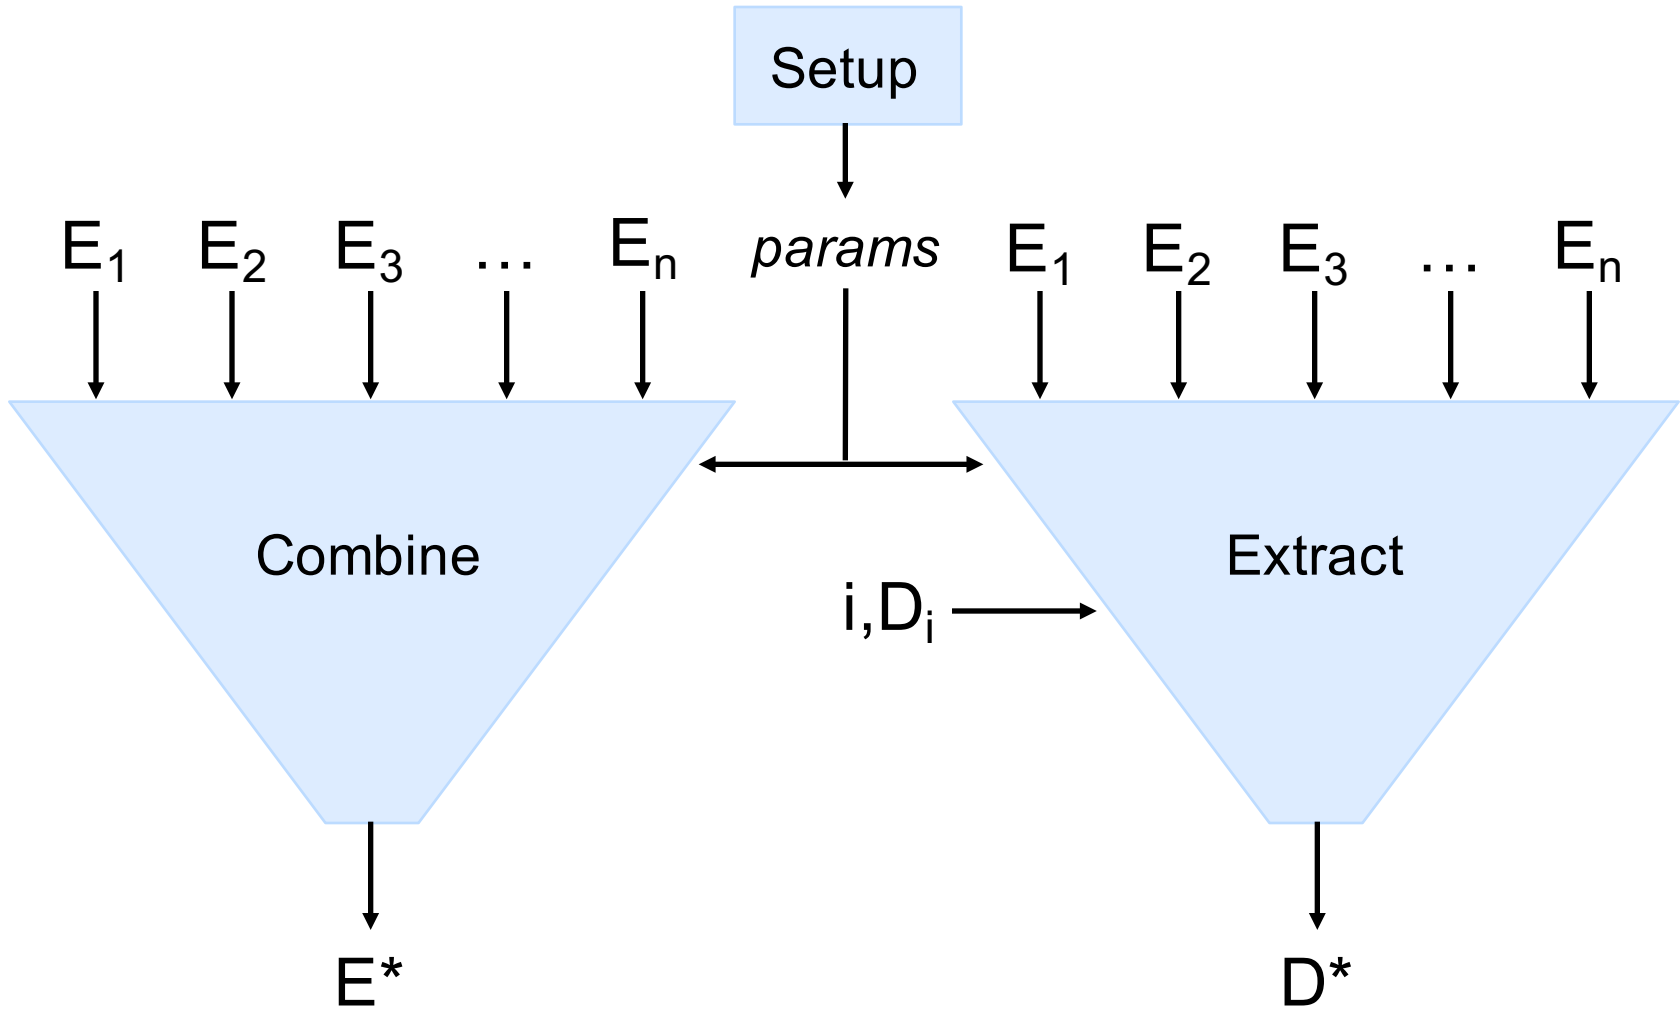 Setup
E1 E2 E3 … En params E1 E2 E3 … En
Combine Extract
i,Di
E* D*